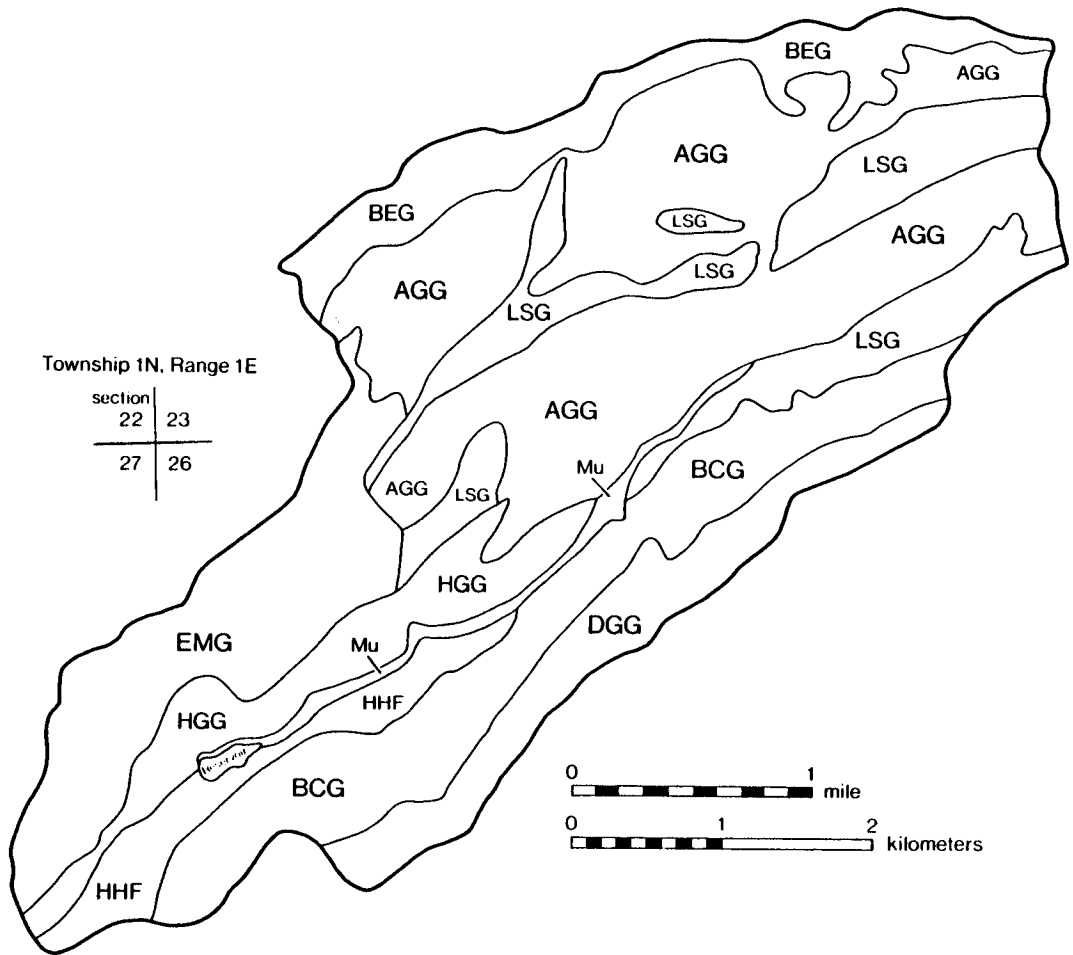 BEG
AGG
AGG
LSG
BEG
LSG
AGG
LSG
AGG
LSG
LSG
Township 1N, Range 1E
section
22 23
27 26
AGG
Mu
BCG
AGG
LSG
HGG
DGG
EMG
Mu
HHF
HGG
BCG
0 1
mile
0 1 2
kilometers
HHF